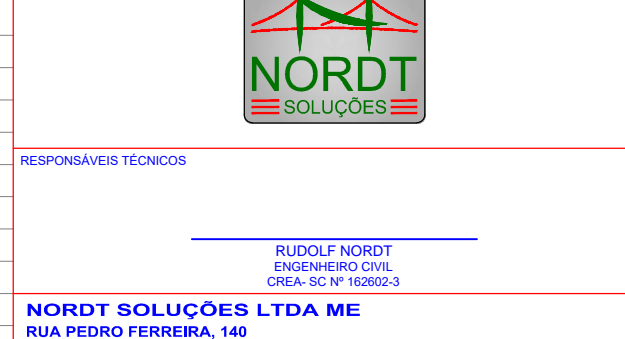 NORDT
SOLUÇÕES
RESPONSÁVEIS TÉCNICOS
RUDOLF NORDT
ENGENHEIRO CIVIL
CREA- SC Nº 162602-3
NORDT SOLUÇÕES LTDA ME
RUA PEDRO FERREIRA, 140